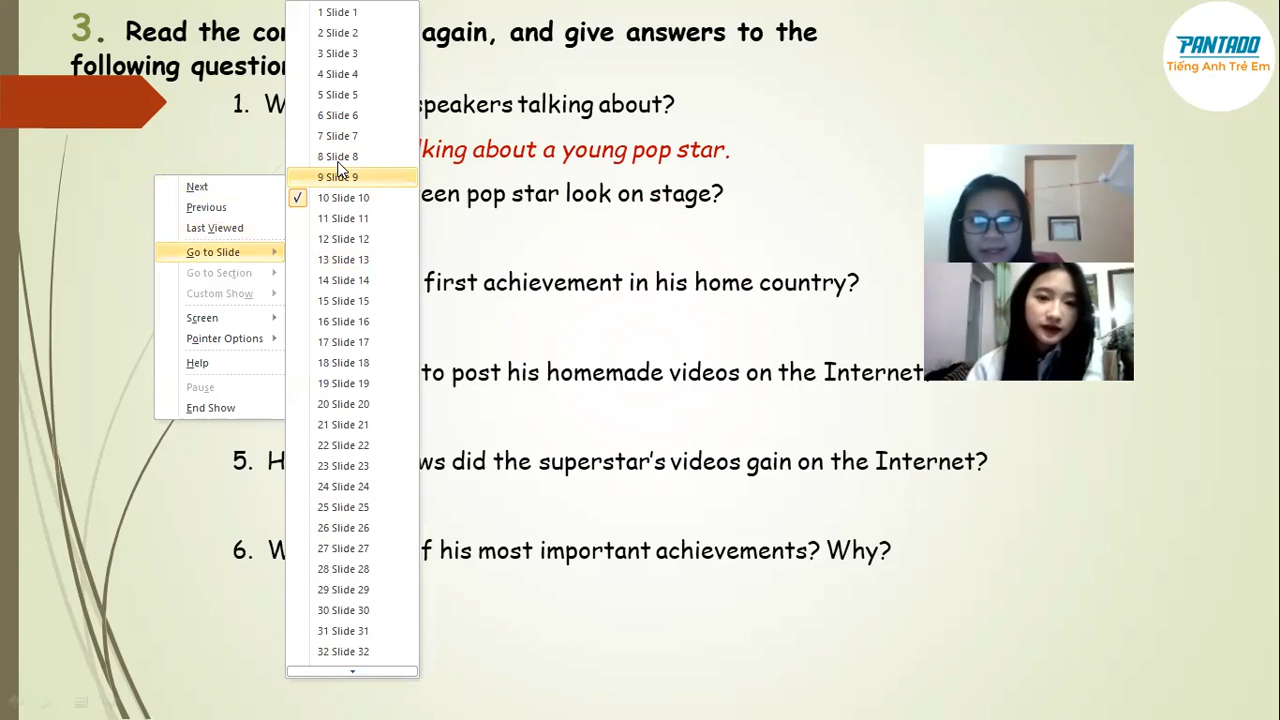 3. Read the con again, and give answers to the
following question
1. W speakers talking about?
lking about a young pop star.
een pop star look on stage?
first achievement in his home country?
to post his homemade videos on the Internet.
5. H ws did the superstar's videos gain on the Internet?
6. W f his most important achievements? Why?
Next
Previous
Last Viewed
Go to Slide
Go to Section
Custom Show
Screen
Pointer Options
Help
Pause
End Show
1 Slide 1
2 Slide 2
3 Slide 3
4 Slide 4
5 Slide 5
6 Slide 6
7 Slide 7
8 Slide 8
9 Slide 9
10 Slide 10
11 Slide 11
12 Slide 12
13 Slide 13
14 Slide 14
15 Slide 15
16 Slide 16
17 Slide 17
18 Slide 18
19 Slide 19
20 Slide 20
21 Slide 21
22 Slide 22
23 Slide 23
24 Slide 24
25 Slide 25
26 Slide 26
27 Slide 27
28 Slide 28
29 Slide 29
30 Slide 30
31 Slide 31
32 Slide 32
PANTADO
Tiếng Anh Trẻ Em